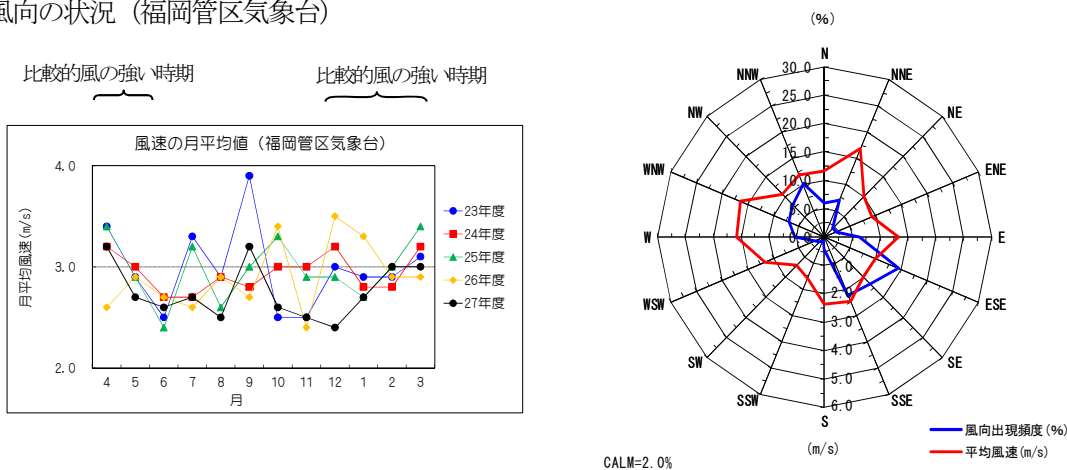 風向の状況（福岡管区気象台）
比較的風の強い時期
比較的風の強い時期
風速の月平均値（福岡管区気象台）
月平均風速(m/s)
4.0
3.0
2.0
4 5 6 7 8 9 10 11 12 1 2 3
月
23年度
24年度
25年度
26年度
27年度
(%)
N
NNE
NE
ENE
E
ESE
SE
SSE
S
SSW
SW
WSW
W
WNW
NW
NNW
30.0
25.0
20.0
15.0
2.0
3.0
4.0
5.0
6.0
(m/s)
CALM=2.0%
風向出現頻度(%)
平均風速(m/s)